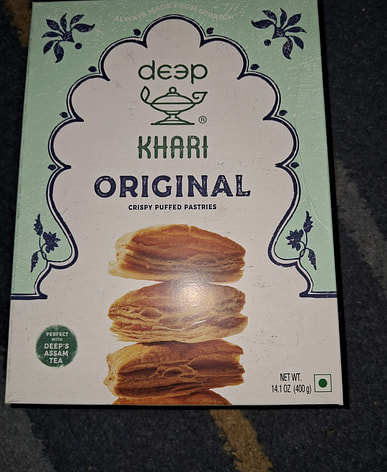 ALWAYS MADE FROM SCRATCH
deep
®
KHARI
ORIGINAL
CRISPY PUFFED PASTRIES
PERFECT
WITH
DEEP'S
ASSAM
TEA
NET WT.
14.1 OZ (400g)